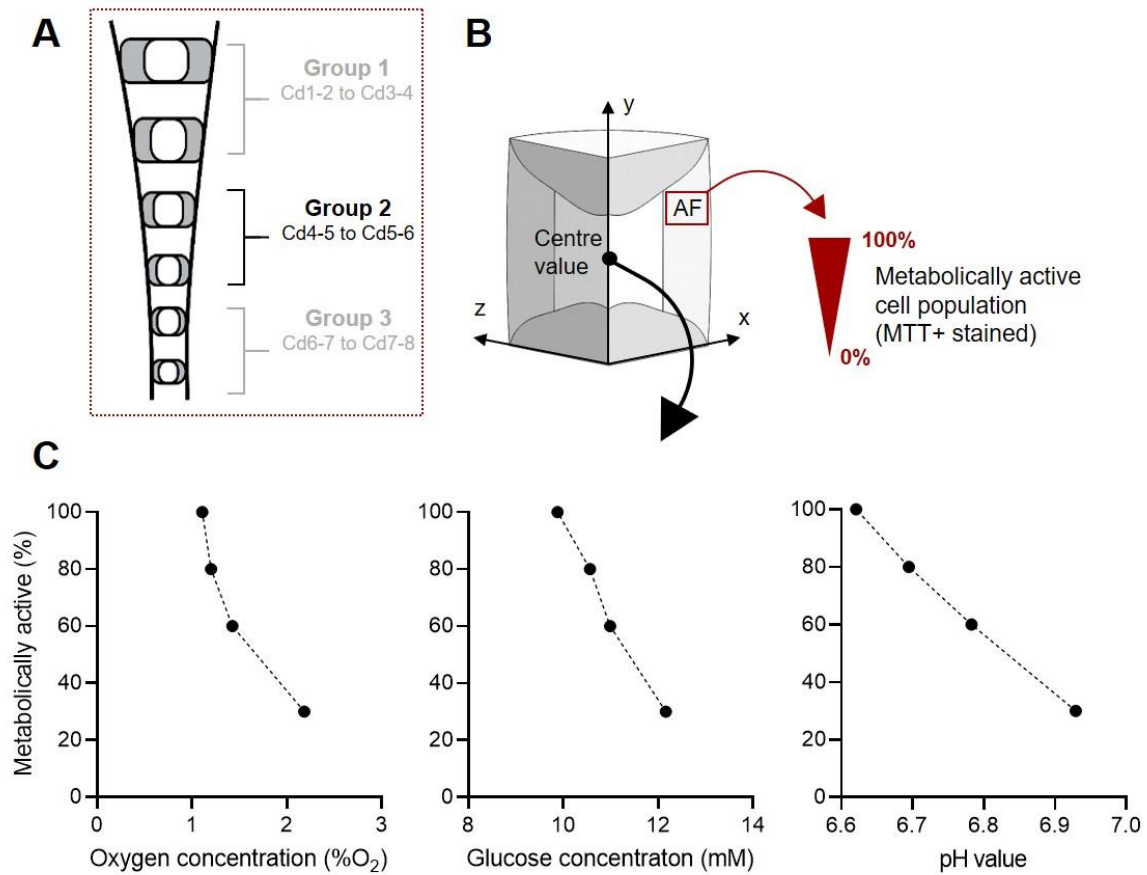 A
Group 1
Cd1-2 to Cd3-4
Group 2
Cd4-5 to Cd5-6
Group 3
Cd6-7 to Cd7-8
B
y
AF
Centre
value
z
x
100%
Metabolically active
cell population
(MTT+ stained)
0%
C
Metabolically active (%)
100
80
60
40
20
0
0 1 2 3
Oxygen concentration (%O₂)
100
80
60
40
20
0
8 10 12 14
Glucose concentraton (mM)
100
80
60
40
20
0
6.6 6.7 6.8 6.9 7.0
pH value